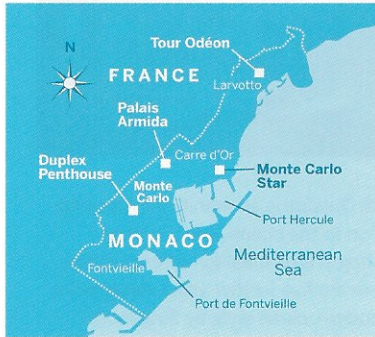 N
Tour Odéon
FRANCE
Larvotto
Palais
Armida
Carre d'Or
Duplex
Penthouse
Monte
Carlo
Monte Carlo
Star
Port Hercule
MONACO
Mediterranean
Sea
Fontvieille
Port de Fontvieille